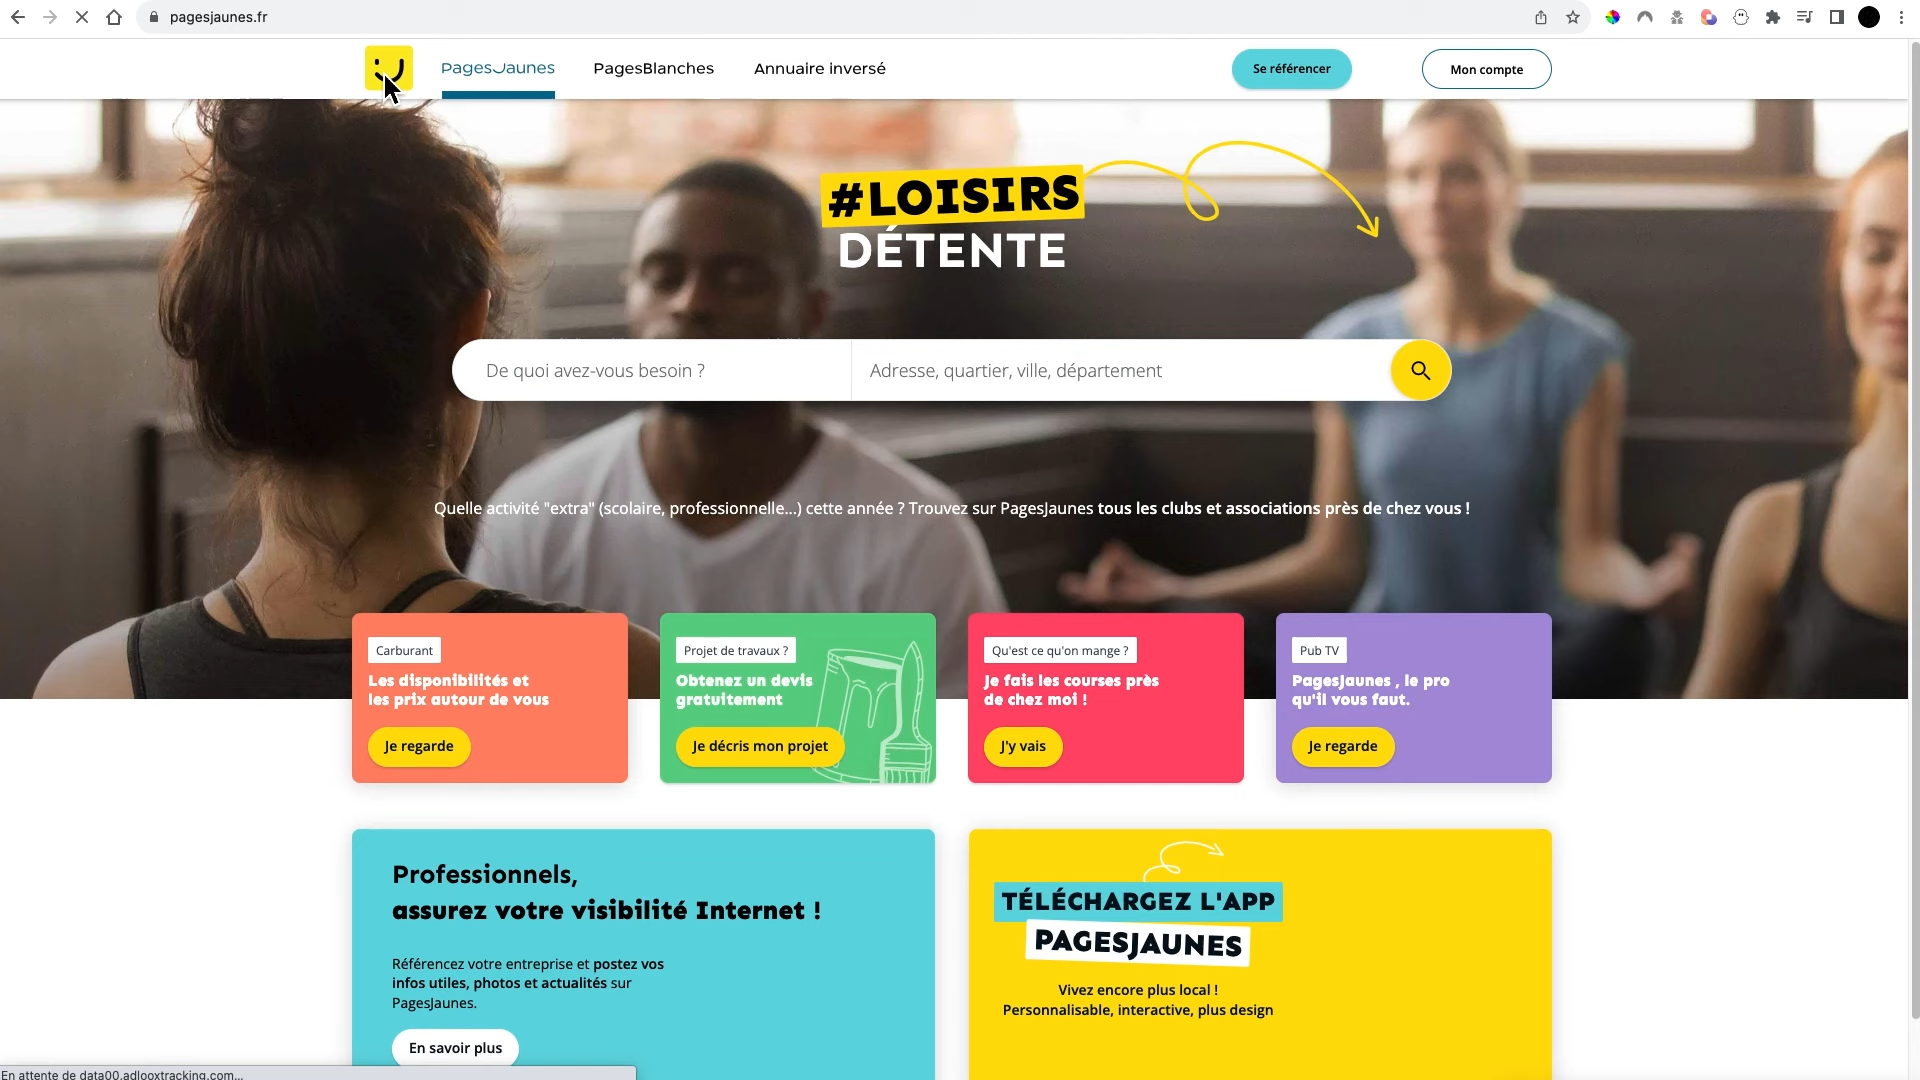 pagesjaunes.fr
PagesJaunes
PagesBlanches
Annuaire inversé
Se référencer
Mon compte
#LOISIRS
DÉTENTE
De quoi avez-vous besoin ?
Adresse, quartier, ville, département
Quelle activité "extra" (scolaire, professionnelle...) cette année ? Trouvez sur PagesJaunes tous les clubs et associations près de chez vous !
Carburant
Les disponibilités et
les prix autour de vous
Je regarde
Projet de travaux ?
Obtenez un devis
gratuitement
Je décris mon projet
Qu'est ce qu'on mange ?
Je fais les courses près
de chez moi !
J'y vais
Pub TV
PagesJaunes , le pro
qu'il vous faut.
Je regarde
Professionnels,
assurez votre visibilité Internet !
Référencez votre entreprise et postez vos
infos utiles, photos et actualités sur
PagesJaunes.
En savoir plus
TÉLÉCHARGEZ L'APP
PAGESJAUNES
Vivez encore plus local !
Personnalisable, interactive, plus design
En attente de data00.adlooxtracking.com...